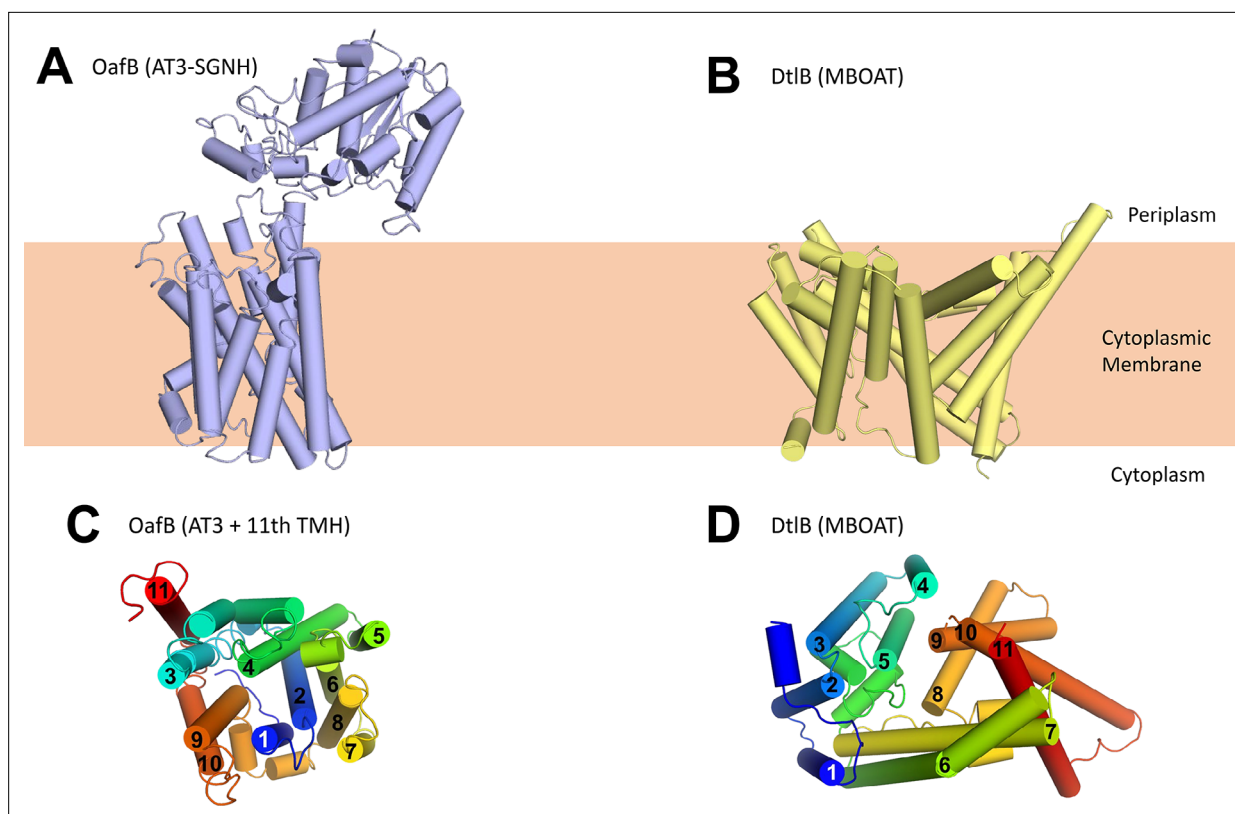 A OafB (AT3-SGNH)
B DtlB (MBOAT)
Periplasm
Cytoplasmic
Membrane
Cytoplasm
C OafB (AT3 + 11th TMH)
D DtlB (MBOAT)
11
3
4
5
2
6
8
9
1
7
10
4
3
5
9
10
11
2
8
7
6
1